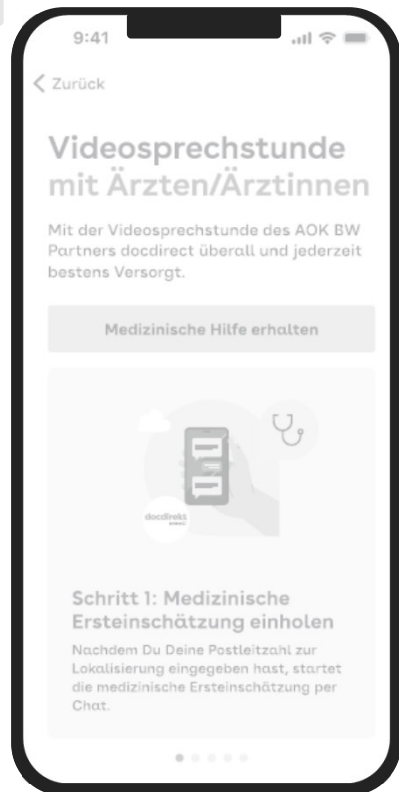 9:41
Zurück
Videosprechstunde
mit Ärzten/Ärztinnen
Mit der Videosprechstunde des AOK BW
Partners docdirect überall und jederzeit
bestens Versorgt.
Medizinische Hilfe erhalten
docdirekt
Schritt 1: Medizinische
Ersteinschätzung einholen
Nachdem Du Deine Postleitzahl zur
Lokalisierung eingegeben hast, startet
die medizinische Ersteinschätzung per
Chat.